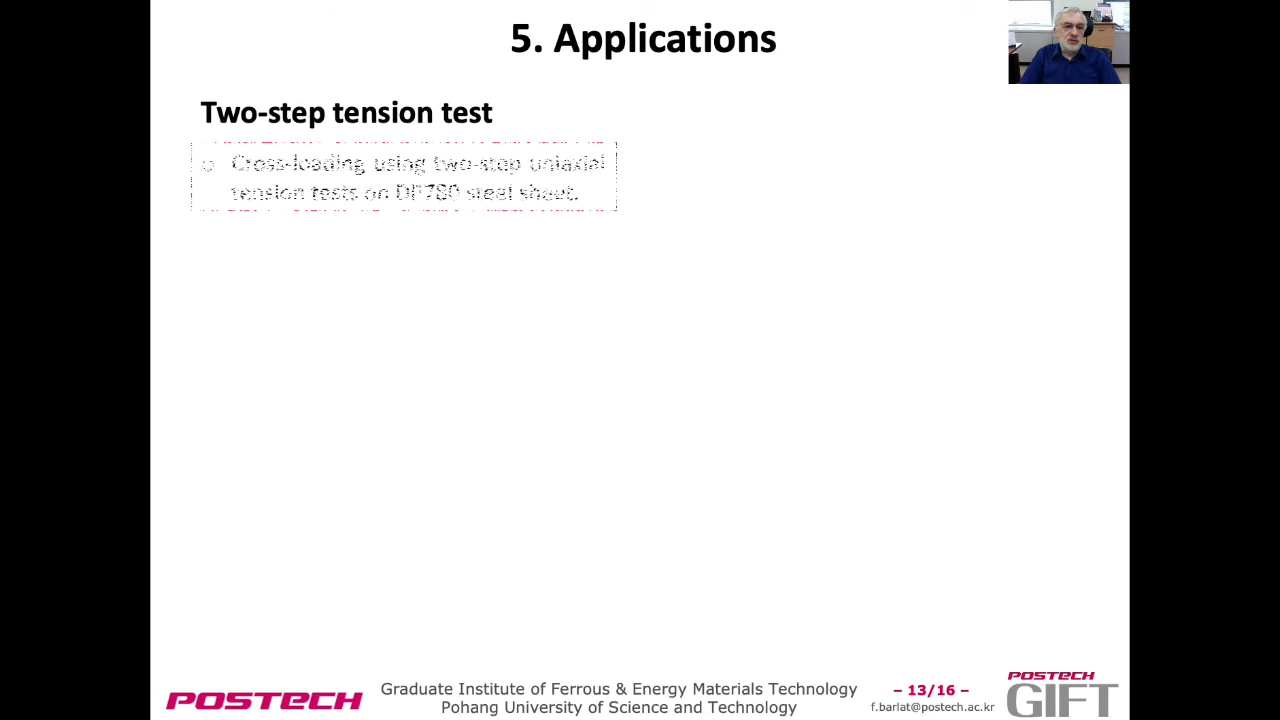 5. Applications
Two-step tension test
o Cross-loading using two-step uniaxial
tension tests on DP780 steel sheet.
POSTECH
Graduate Institute of Ferrous & Energy Materials Technology
Pohang University of Science and Technology
– 13/16 –
f.barlat@postech.ac.kr
POSTECH
GIFT